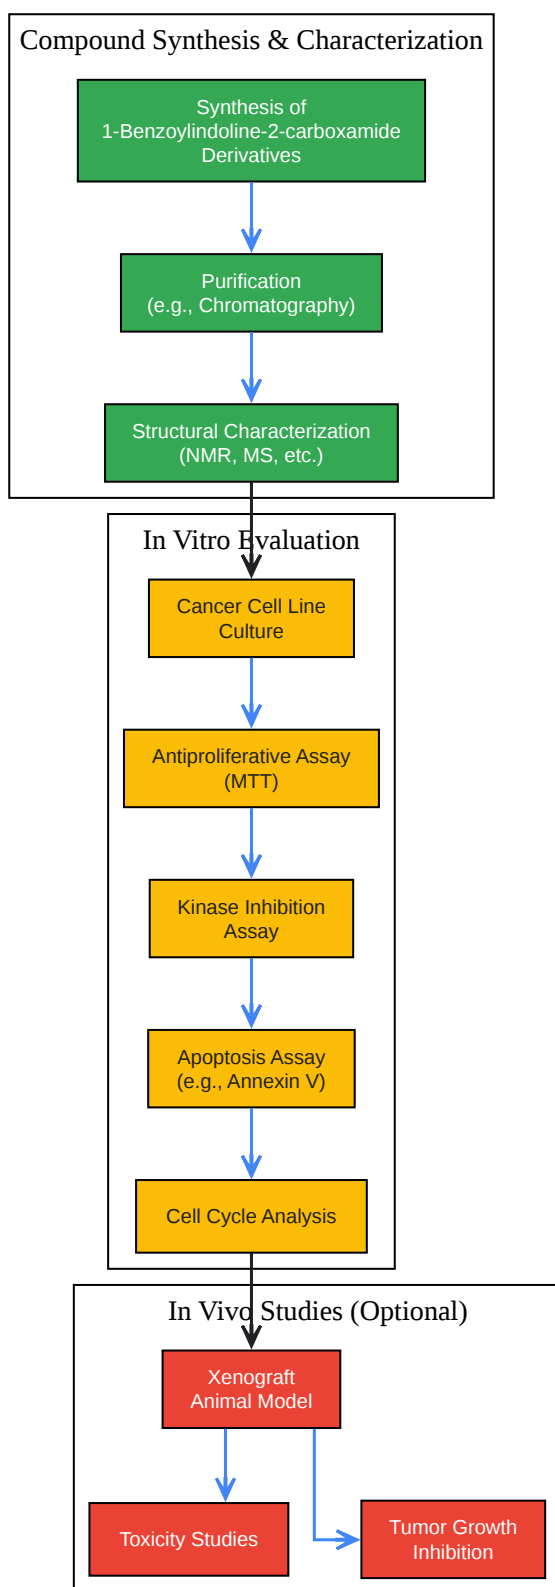 Compound Synthesis & Characterization
Synthesis of
1-Benzoylindoline-2-carboxamide
Derivatives
Purification
(e.g., Chromatography)
Structural Characterization
(NMR, MS, etc.)
In Vitro Evaluation
Cancer Cell Line
Culture
Antiproliferative Assay
(MTT)
Kinase Inhibition
Assay
Apoptosis Assay
(e.g., Annexin V)
Cell Cycle Analysis
In Vivo Studies (Optional)
Xenograft
Animal Model
Toxicity Studies
Tumor Growth
Inhibition